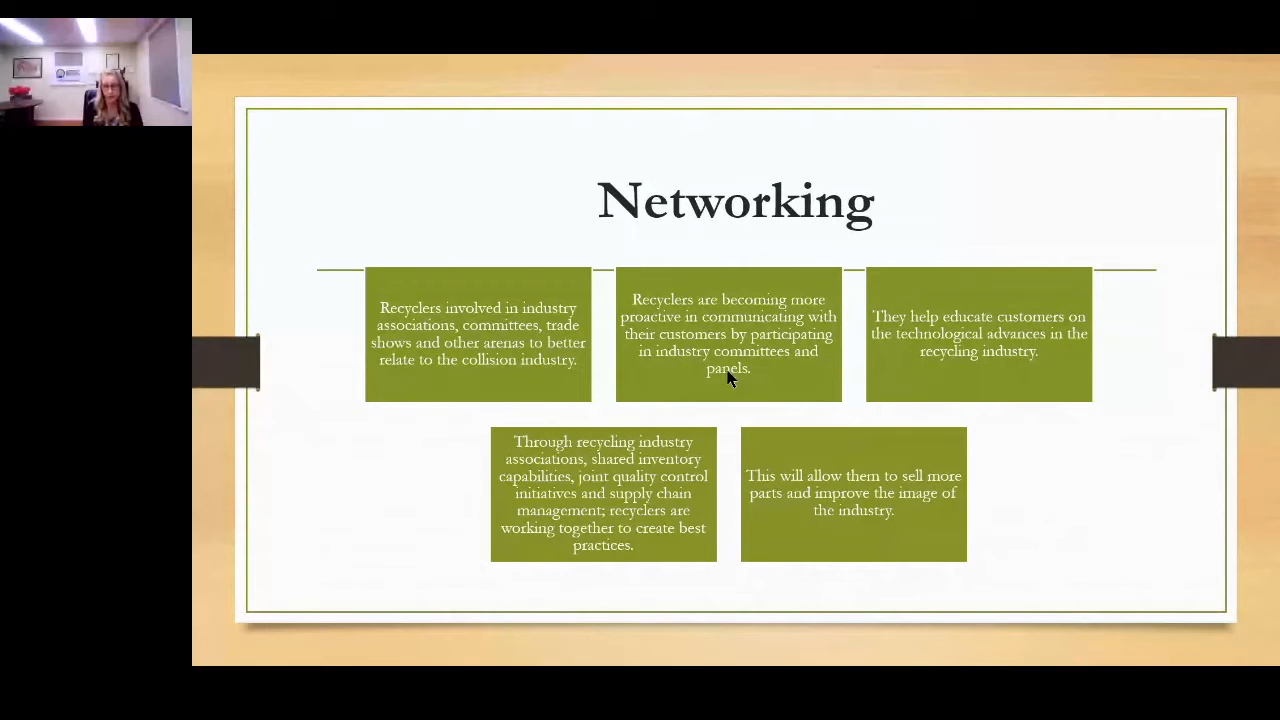 Networking
Recyclers involved in industry
associations, committees, trade
shows and other arenas to better
relate to the collision industry.
Recyclers are becoming more
proactive in communicating with
their customers by participating
in industry committees and
panels.
They help educate customers on
the technological advances in the
recycling industry.
Through recycling industry
associations, shared inventory
capabilities, joint quality control
initiatives and supply chain
management; recyclers are
working together to create best
practices.
This will allow them to sell more
parts and improve the image of
the industry.